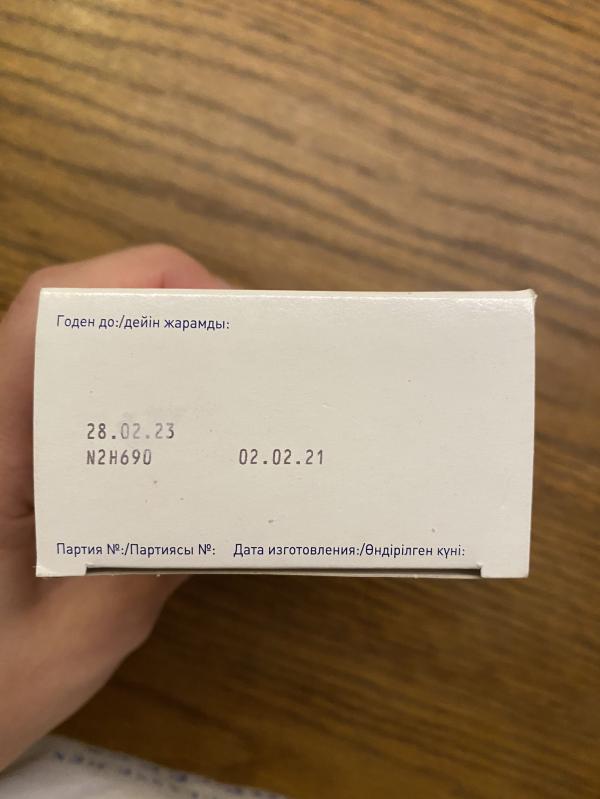 Годен до:/дейін жарамды:
28.02.23
N2H690 02.02.21
Партия №:/Партиясы №: Дата изготовления:/Өндірілген күні: